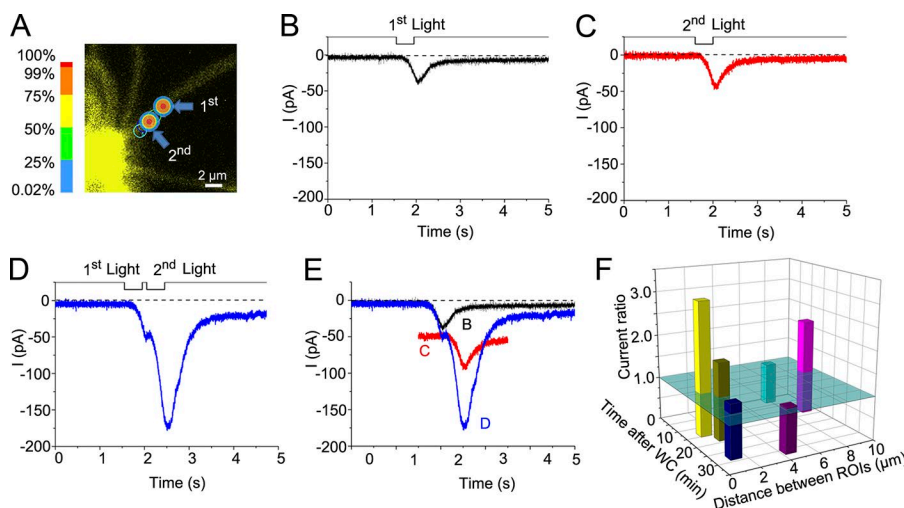 A
100%
99%
75%
50%
25%
0.02%
1st
2nd
2 μm
B
1st Light
0
-50
-100
-150
-200
I (pA)
0 1 2 3 4 5
Time (s)
C
2nd Light
0
-50
-100
-150
-200
I (pA)
0 1 2 3 4 5
Time (s)
D
1st Light 2nd Light
0
-50
-100
-150
-200
I (pA)
0 1 2 3 4 5
Time (s)
E
0
-50
-100
-150
-200
I (pA)
B
C
D
0 1 2 3 4 5
Time (s)
F
3.0
2.0
1.0
0
Current ratio
10
20
30
Time after WC (min)
0 2 4 6 8 10
Distance between ROIs (μm)